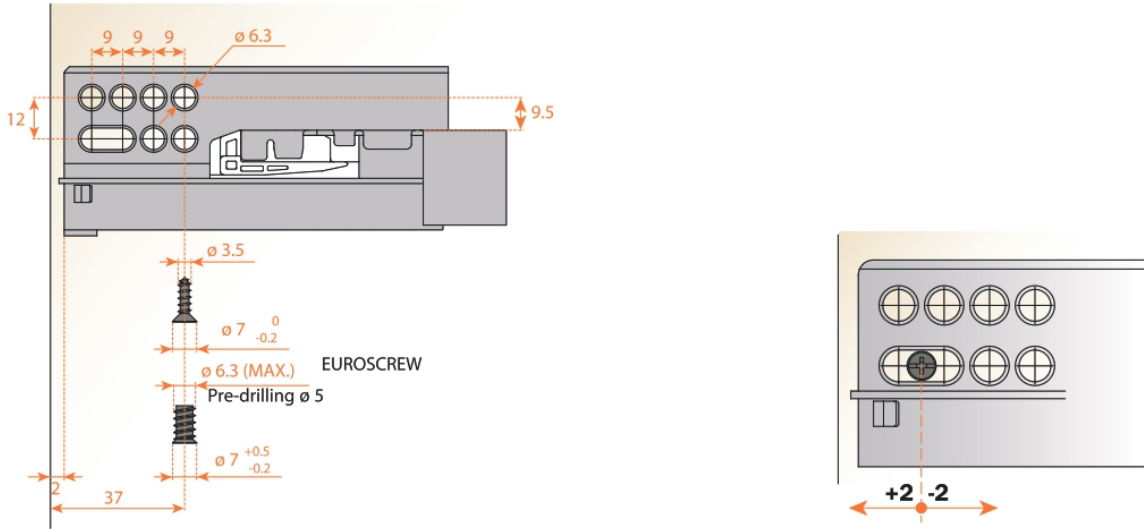 9 9 9
ø 6.3
12
9.5
ø 3.5
ø 7 0 -0.2
EUROSCREW
ø 6.3 (MAX.)
Pre-drilling ø 5
ø 7 +0.5 -0.2
2
37
+2 -2